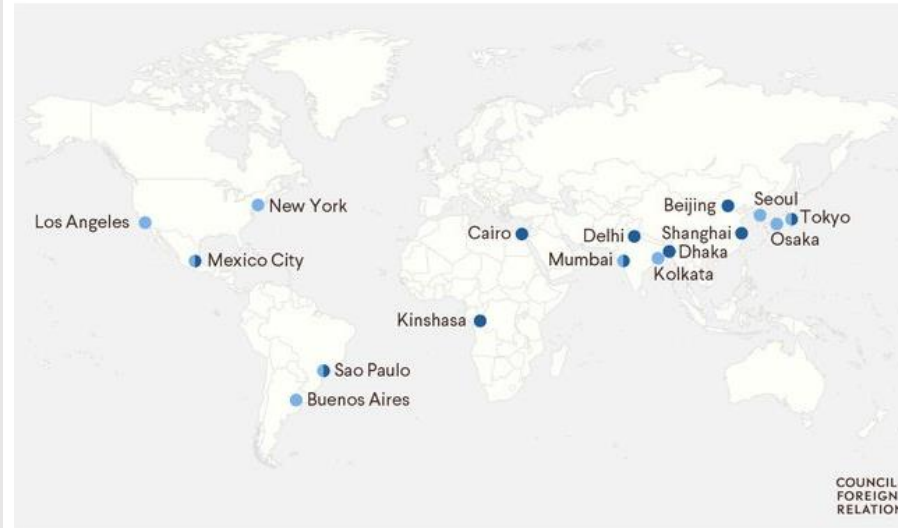 New York
Los Angeles
Mexico City
Sao Paulo
Buenos Aires
Cairo
Kinshasa
Delhi
Mumbai
Beijing
Shanghai
Dhaka
Kolkata
Seoul
Tokyo
Osaka
COUNCIL
FOREIGN
RELATION